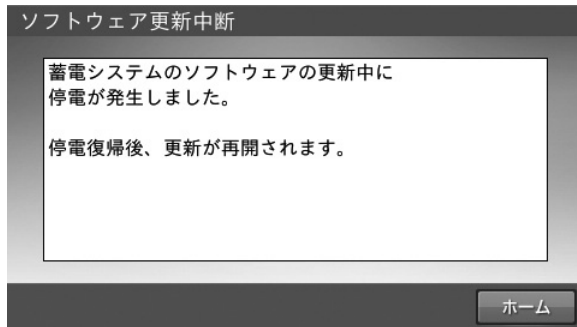 ソフトウェア更新中断
蓄電システムのソフトウェアの更新中に
停電が発生しました。
停電復帰後、更新が再開されます。
ホーム